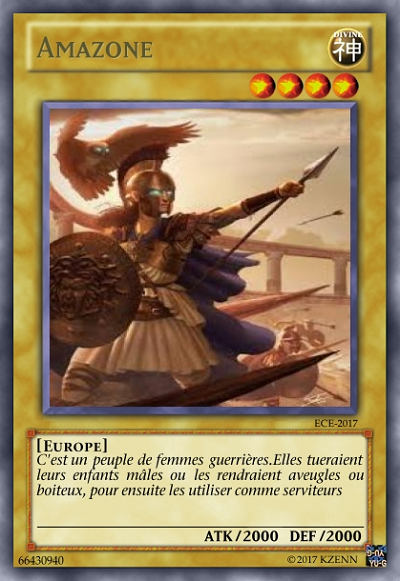 AMAZONE
DIVINE
神
ECE-2017
[EUROPE]
C'est un peuple de femmes guerrières.Elles tueraient
leurs enfants mâles ou les rendraient aveugles ou
boiteux, pour ensuite les utiliser comme serviteurs
ATK / 2000 DEF / 2000
66430940
©2017 KZENN